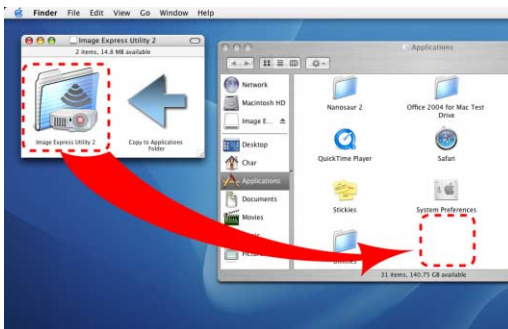 Finder File Edit View Go Window Help
Image Express Utility 2
2 items, 14.8 MB available
Image Express Utility 2
Copy to Applications
Folder
Applications
Network
Macintosh HD
Image E...
Desktop
Char
Applications
Documents
Movies
Nanosaur 2
Office 2004 for Mac Test
Drive
QuickTime Player
Safari
Stickies
System Preferences
31 items, 140.75 GB available